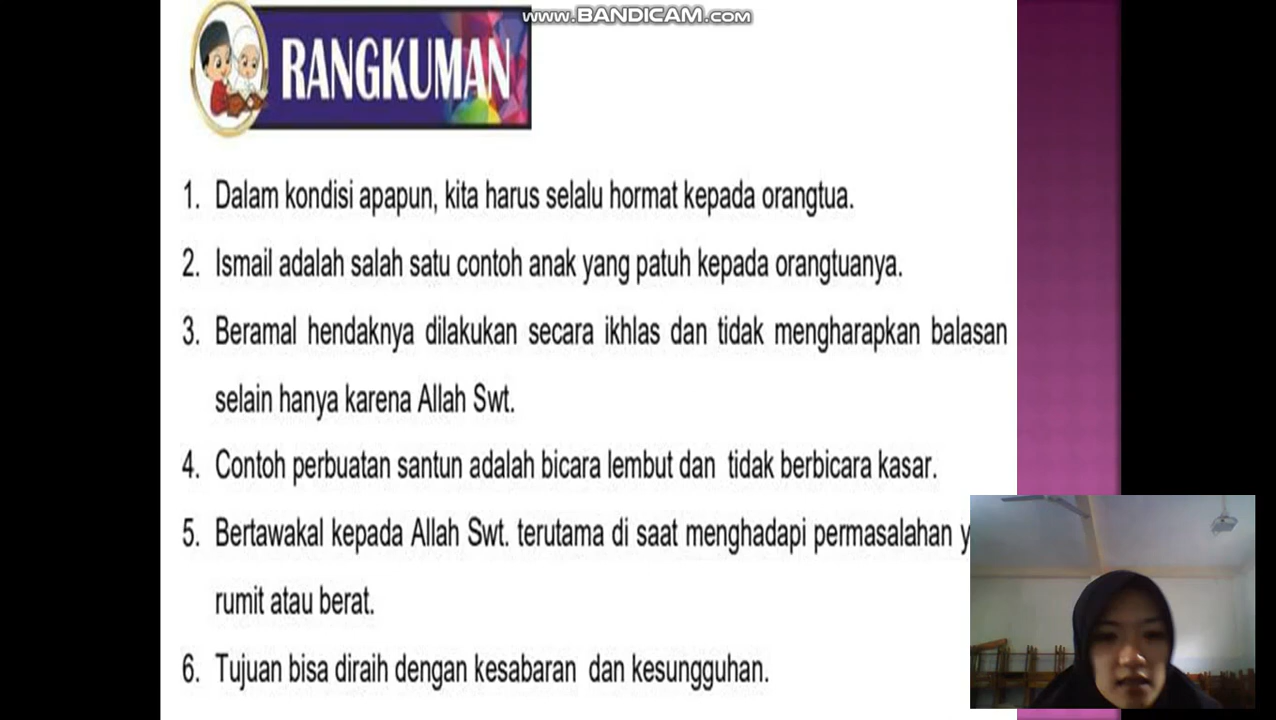 www.BANDICAM.com
RANGKUMAN
1. Dalam kondisi apapun, kita harus selalu hormat kepada orangtua.
2. Ismail adalah salah satu contoh anak yang patuh kepada orangtuanya.
3. Beramal hendaknya dilakukan secara ikhlas dan tidak mengharapkan balasan
selain hanya karena Allah Swt.
4. Contoh perbuatan santun adalah bicara lembut dan tidak berbicara kasar.
5. Bertawakal kepada Allah Swt. terutama di saat menghadapi permasalahan
rumit atau berat.
6. Tujuan bisa diraih dengan kesabaran dan kesungguhan.